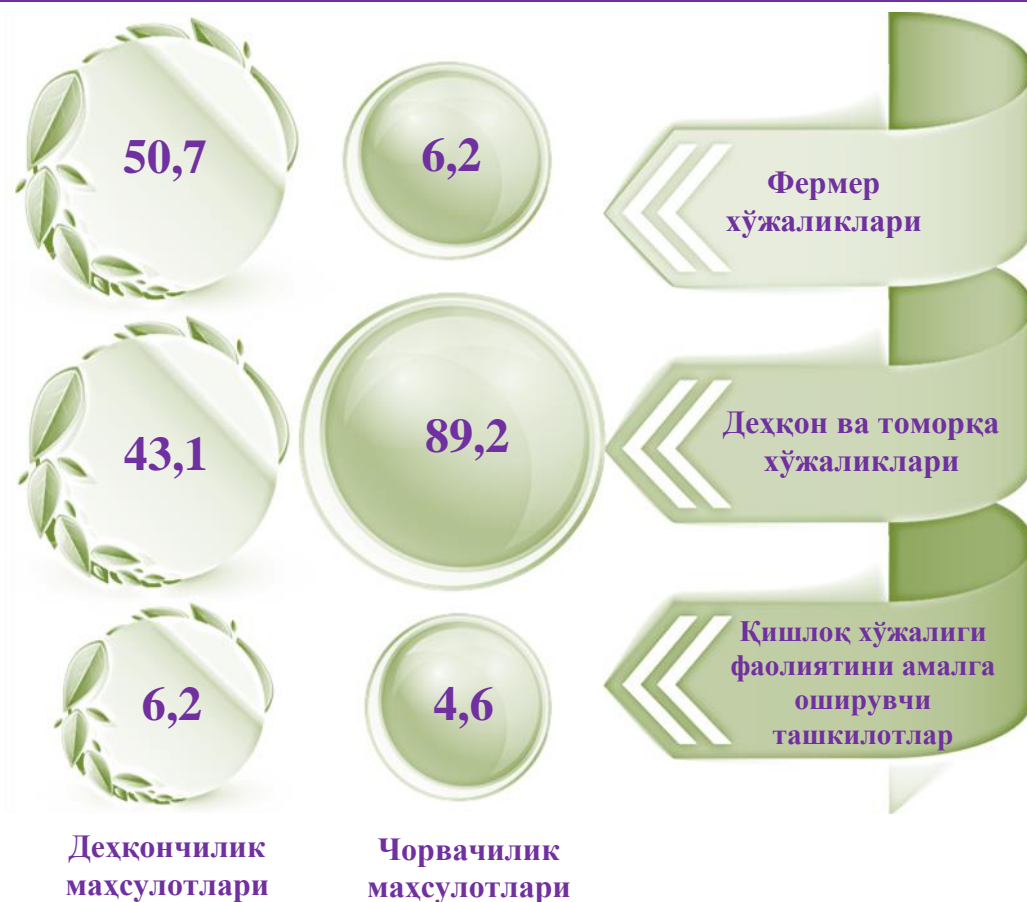 50,7
6,2
Фермер
хўжаликлари
43,1
89,2
Деҳқон ва томорқа
хўжаликлари
6,2
4,6
Қишлоқ хўжалиги
фаолиятини амалга
оширувчи
ташкилотлар
Деҳқончилик
маҳсулотлари
Чорвачилик
маҳсулотлари